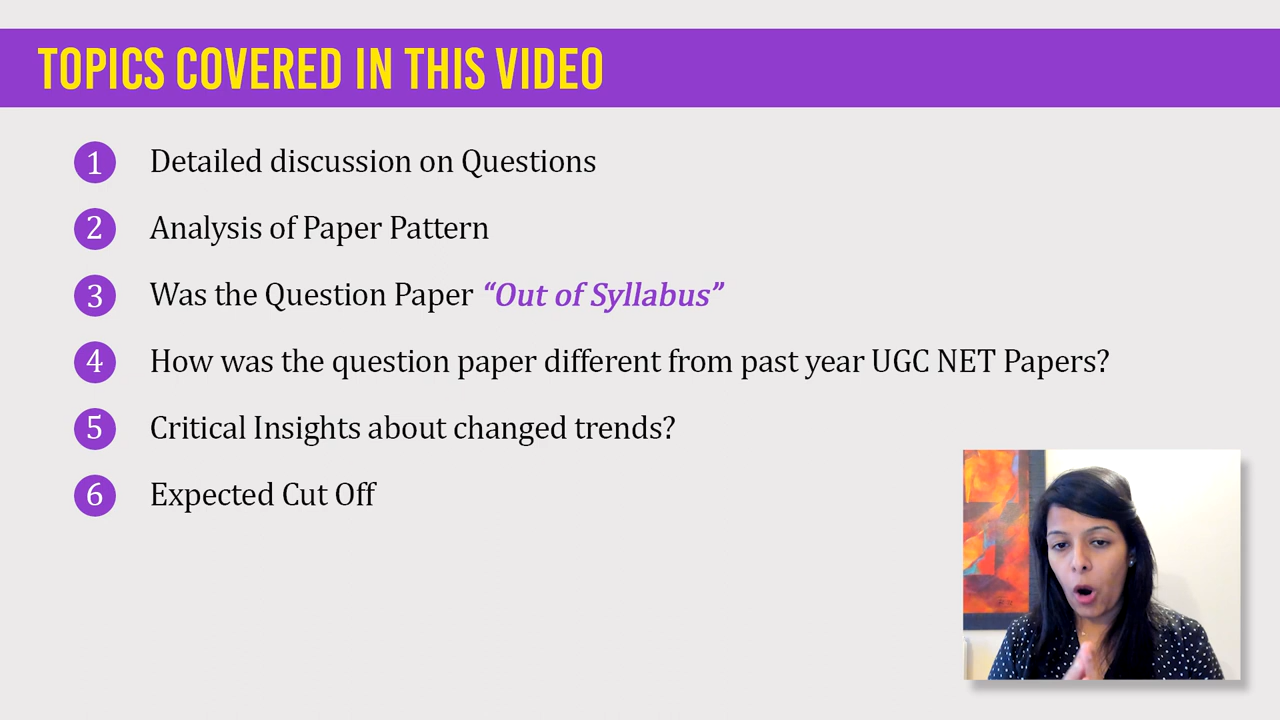 TOPICS COVERED IN THIS VIDEO
1 Detailed discussion on Questions
2 Analysis of Paper Pattern
3 Was the Question Paper “Out of Syllabus”
4 How was the question paper different from past year UGC NET Papers?
5 Critical Insights about changed trends?
6 Expected Cut Off